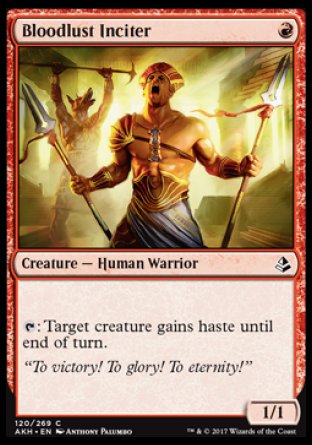 Bloodlust Inciter
Creature — Human Warrior
: Target creature gains haste until
end of turn.
“To victory! To glory! To eternity!”
120/269 C
AKH • EN Anthony Palumbo
1/1
™ & © 2017 Wizards of the Coast